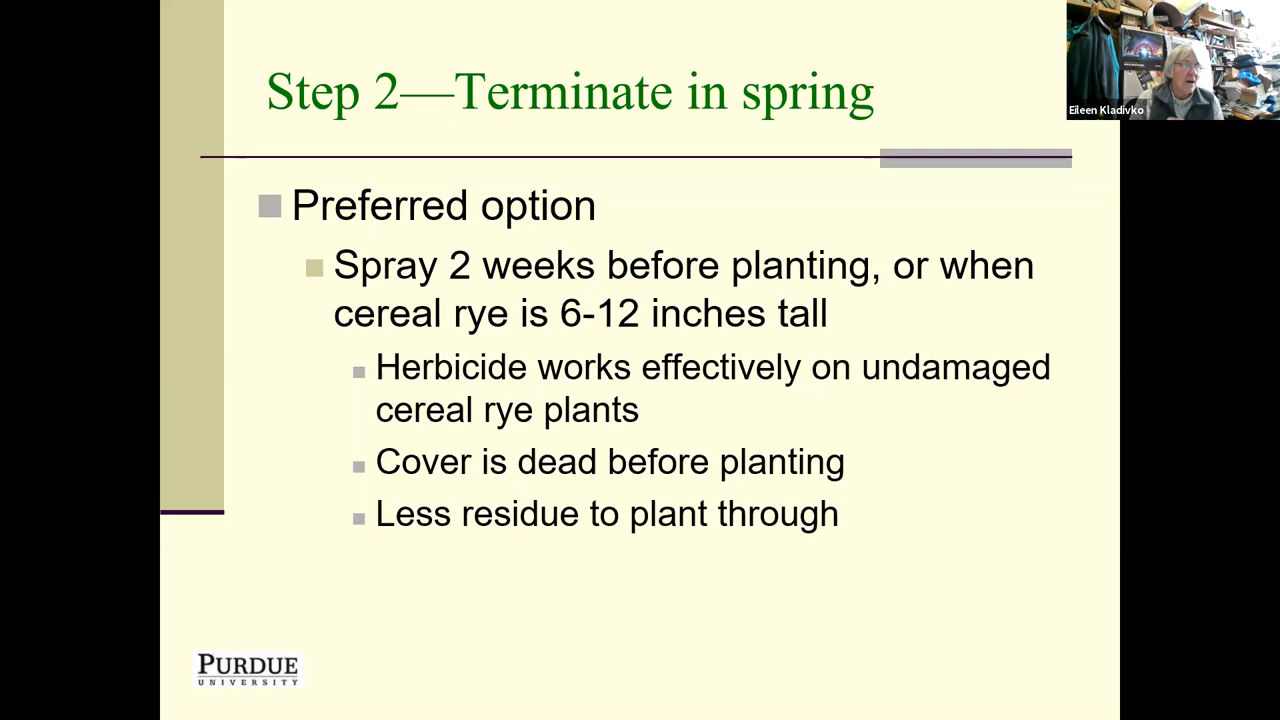 Step 2—Terminate in spring
Eileen Kladivko
Preferred option
Spray 2 weeks before planting, or when
cereal rye is 6-12 inches tall
Herbicide works effectively on undamaged
cereal rye plants
Cover is dead before planting
Less residue to plant through
PURDUE
UNIVERSITY